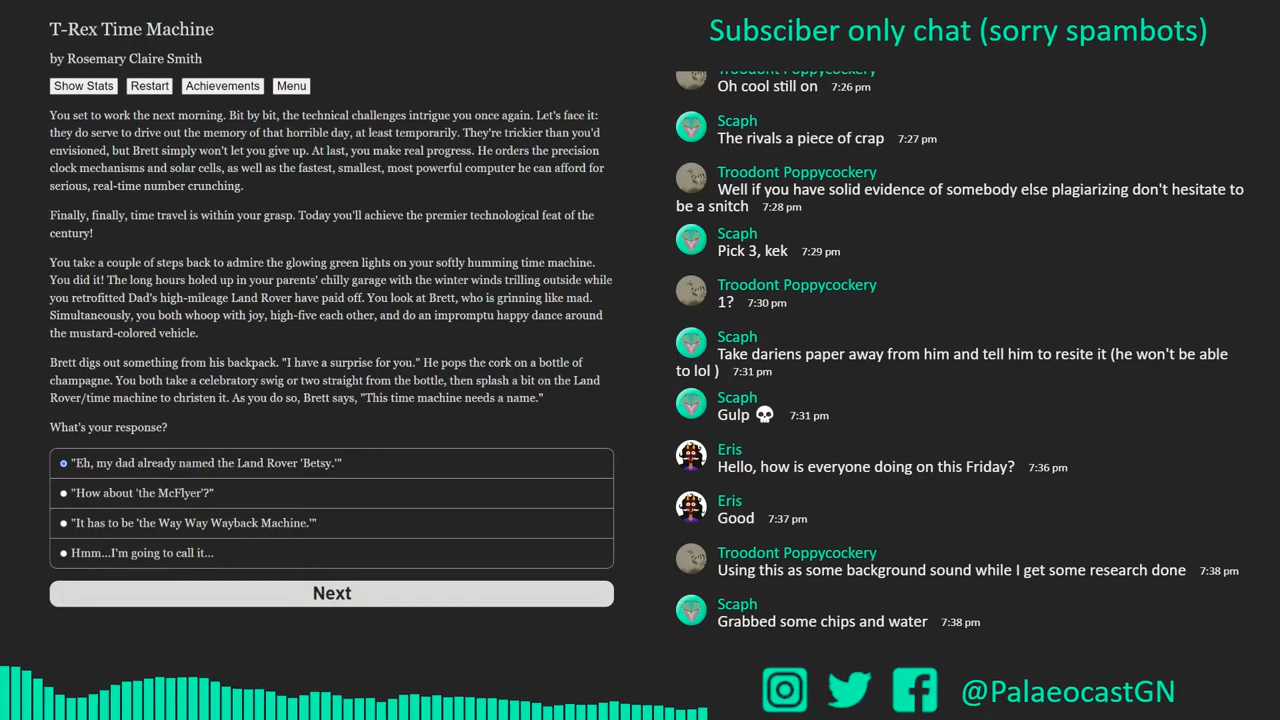 T-Rex Time Machine
by Rosemary Claire Smith
Show Stats Restart Achievements Menu
You set to work the next morning. Bit by bit, the technical challenges intrigue you once again. Let's face it:
they do serve to drive out the memory of that horrible day, at least temporarily. They're trickier than you'd
envisioned, but Brett simply won't let you give up. At last, you make real progress. He orders the precision
clock mechanisms and solar cells, as well as the fastest, smallest, most powerful computer he can afford for
serious, real-time number crunching.
Finally, finally, time travel is within your grasp. Today you'll achieve the premier technological feat of the
century!
You take a couple of steps back to admire the glowing green lights on your softly humming time machine.
You did it! The long hours holed up in your parents' chilly garage with the winter winds trilling outside while
you retrofitted Dad's high-mileage Land Rover have paid off. You look at Brett, who is grinning like mad.
Simultaneously, you both whoop with joy, high-five each other, and do an impromptu happy dance around
the mustard-colored vehicle.
Brett digs out something from his backpack. "I have a surprise for you." He pops the cork on a bottle of
champagne. You both take a celebratory swig or two straight from the bottle, then splash a bit on the Land
Rover/time machine to christen it. As you do so, Brett says, "This time machine needs a name."
What's your response?
"Eh, my dad already named the Land Rover 'Betsy.'"
"How about 'the McFlyer'?"
"It has to be 'the Way Way Wayback Machine.'"
Hmm...I'm going to call it...
Next
Subsciber only chat (sorry spambots)
Troodont Poppycockery
Oh cool still on 7:26 pm
Scaph
The rivals a piece of crap 7:27 pm
Troodont Poppycockery
Well if you have solid evidence of somebody else plagiarizing don't hesitate to
be a snitch 7:28 pm
Scaph
Pick 3, kek 7:29 pm
Troodont Poppycockery
1? 7:30 pm
Scaph
Take dariens paper away from him and tell him to resite it (he won't be able
to lol ) 7:31 pm
Scaph
Gulp 💀 7:31 pm
Eris
Hello, how is everyone doing on this Friday? 7:36 pm
Eris
Good 7:37 pm
Troodont Poppycockery
Using this as some background sound while I get some research done 7:38 pm
Scaph
Grabbed some chips and water 7:38 pm
@PalaeocastGN